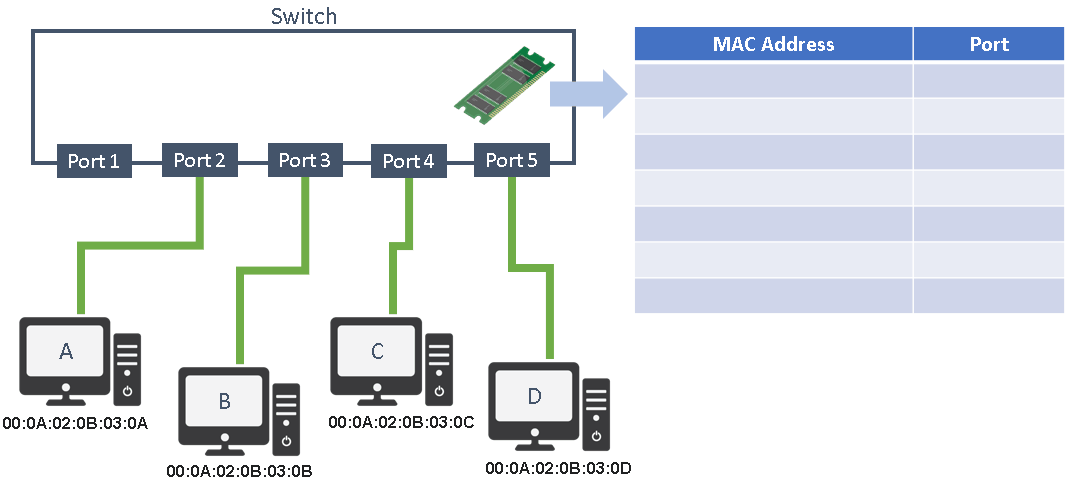 Switch
MAC Address Port
Port 1 Port 2 Port 3 Port 4 Port 5
A
B
C
D
00:0A:02:0B:03:0A
00:0A:02:0B:03:0B
00:0A:02:0B:03:0C
00:0A:02:0B:03:0D